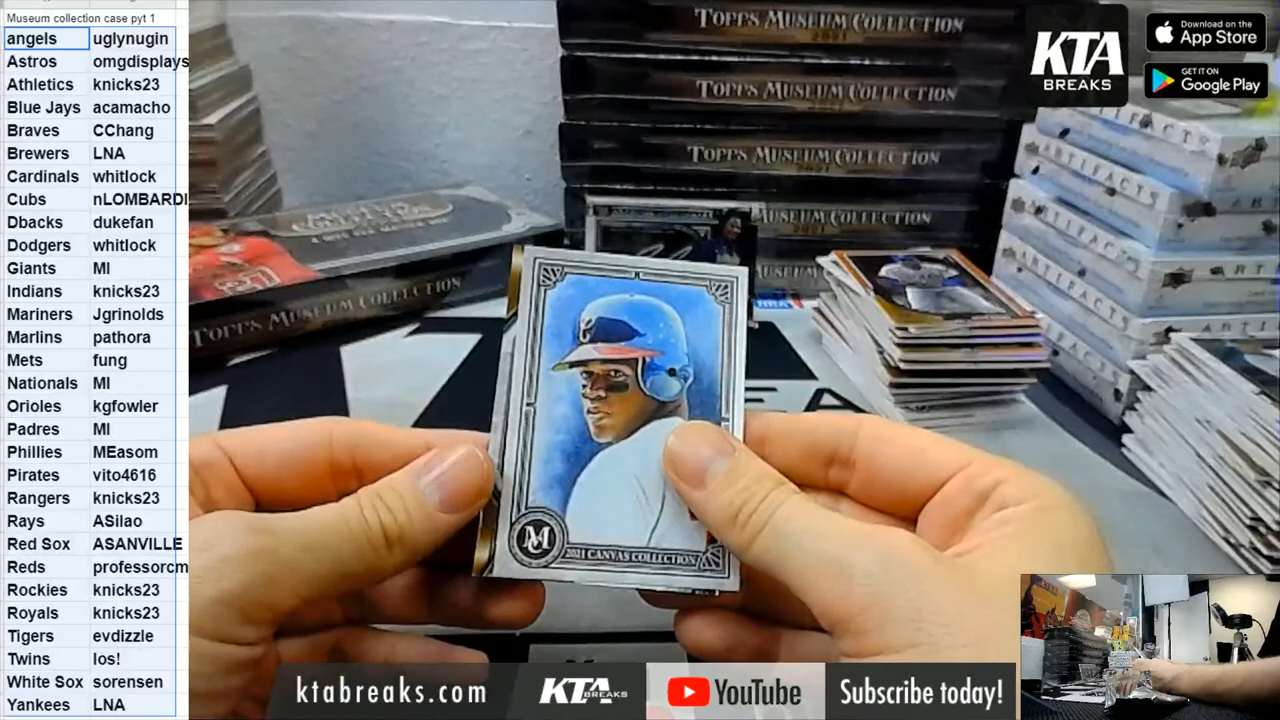 Museum collection case pyt 1
angels uglynugin
Astros omgdisplays
Athletics knicks23
Blue Jays acamacho
Braves CChang
Brewers LNA
Cardinals whitlock
Cubs nLOMBARDI
Dbacks dukefan
Dodgers whitlock
Giants MI
Indians knicks23
Mariners Jgrinolds
Marlins pathora
Mets fung
Nationals MI
Orioles kgfowler
Padres MI
Phillies MEasom
Pirates vito4616
Rangers knicks23
Rays ASilao
Red Sox ASANVILLE
Reds professorcm
Rockies knicks23
Royals knicks23
Tigers evdizzle
Twins los!
White Sox sorensen
Yankees LNA
TOPPS MUSEUM COLLECTION
2021
TOPPS MUSEUM COLLECTION
TOPPS MUSEUM COLLECTION
TOPPS MUSEUM COLLECTION
TOPPS MUSEUM COLLECTION
KTA
BREAKS
Download on the
App Store
GET IT ON
Google Play
ARTIFACTS
ARTIFACTS
C
MC
2021 CANVAS COLLECTION
ktabreaks.com
KTA BREAKS
YouTube
Subscribe today!